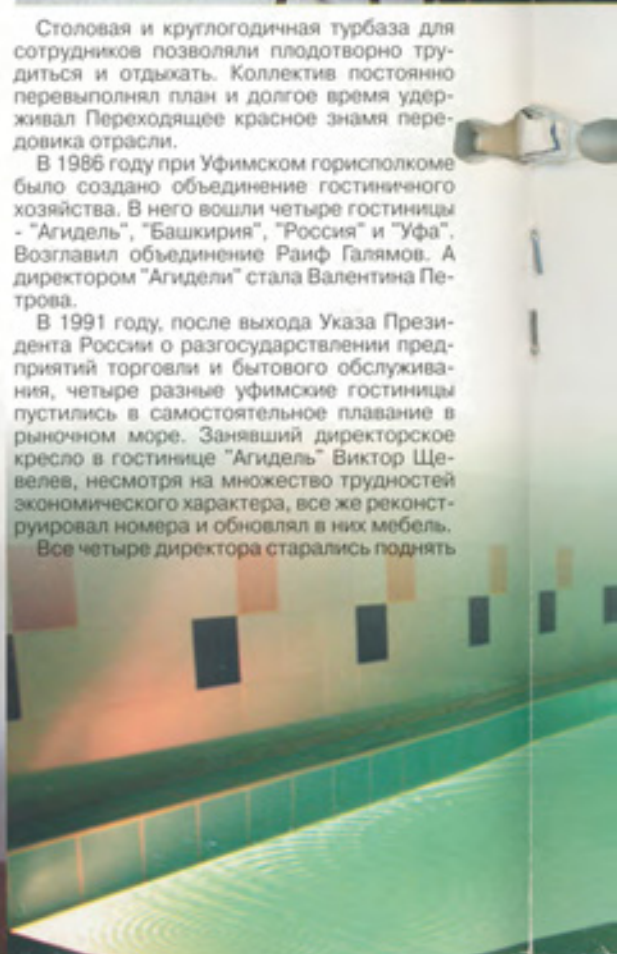 Столовая и круглогодичная турбаза для
сотрудников позволяли плодотворно тру-
диться и отдыхать. Коллектив постоянно
перевыполнял план и долгое время удер-
живал Переходящее красное знамя пере-
довика отрасли.
В 1986 году при Уфимском горисполкоме
было создано объединение гостиничного
хозяйства. В него вошли четыре гостиницы
- "Агидель", "Башкирия", "Россия" и "Уфа".
Возглавил объединение Раиф Галямов. А
директором "Агидели" стала Валентина Пе-
трова.
В 1991 году, после выхода Указа Прези-
дента России о разгосударствлении пред-
приятий торговли и бытового обслужива-
ния, четыре разные уфимские гостиницы
пустились в самостоятельное плавание в
рыночном море. Занявший директорское
кресло в гостинице "Агидель" Виктор Ще-
велев, несмотря на множество трудностей
экономического характера, все же реконст-
руировал номера и обновлял в них мебель.
Все четыре директора старались поднять